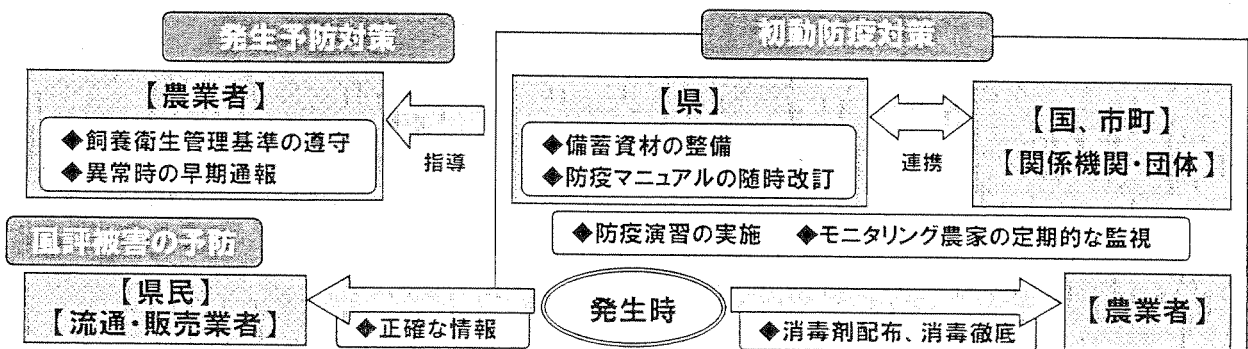 発生予防対策
初動防疫対策
【農業者】
◆飼養衛生管理基準の遵守
◆異常時の早期通報
指導
【県】
◆備蓄資材の整備
◆防疫マニュアルの随時改訂
連携
【国、市町】
【関係機関・団体】
◆防疫演習の実施 ◆モニタリング農家の定期的な監視
風評被害の予防
【県民】
【流通・販売業者】
◆正確な情報
発生時
◆消毒剤配布、消毒徹底
【農業者】